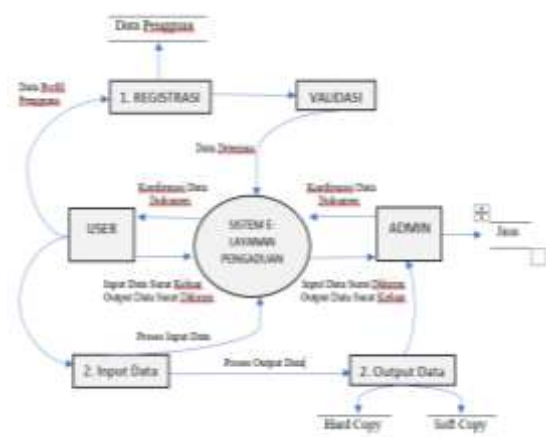 Data Pengguna
Data Profil
Pengguna
1. REGISTRASI
VALIDASI
Data Diterima
Konfirmasi Data
Dokumen
Konfirmasi Data
Dokumen
USER
SISTEM E-
LAYANAN
PENGADUAN
ADMIN
Input Data Surat Keluar
Output Data Surat Diterima
Input Data Surat Diterima
Output Data Surat Keluar
Proses Input Data
2. Input Data
Proses Output Data
2. Output Data
Hard Copy
Soft Copy